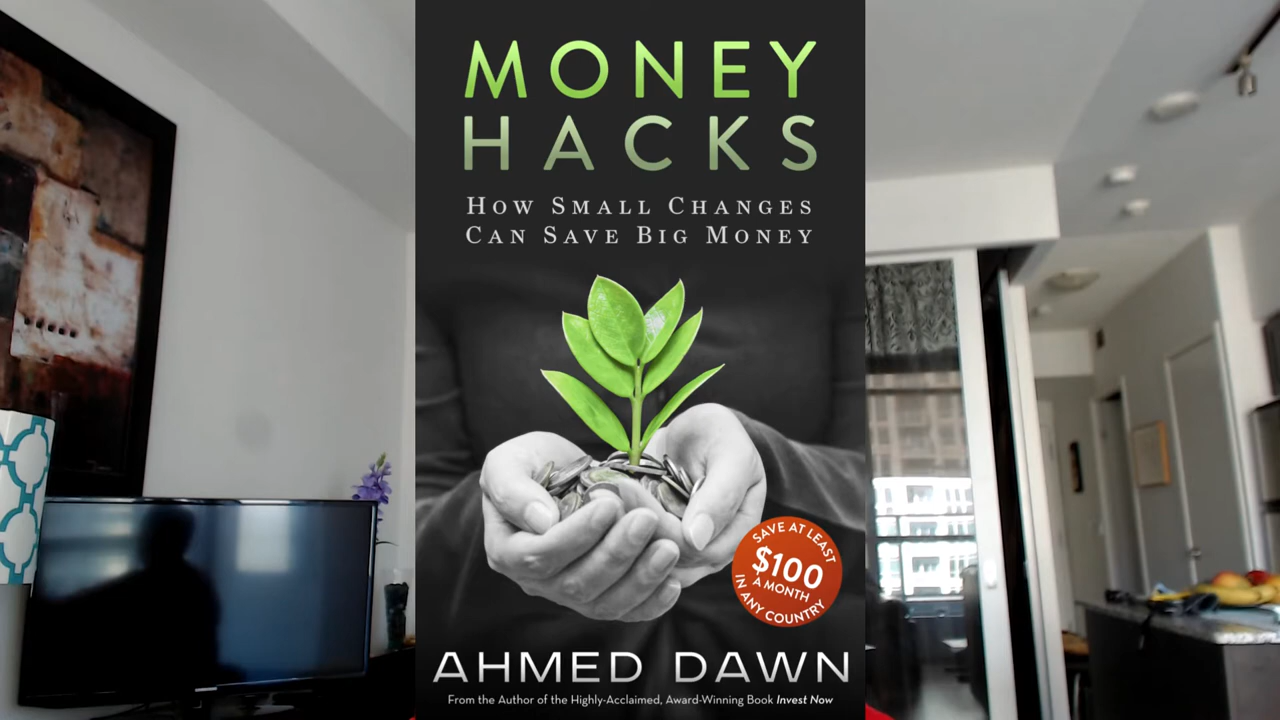 MONEY
HACKS
HOW SMALL CHANGES
CAN SAVE BIG MONEY
SAVE AT LEAST
$100
A MONTH
IN ANY COUNTRY
AHMED DAWN
From the Author of the Highly-Acclaimed, Award-Winning Book Invest Now